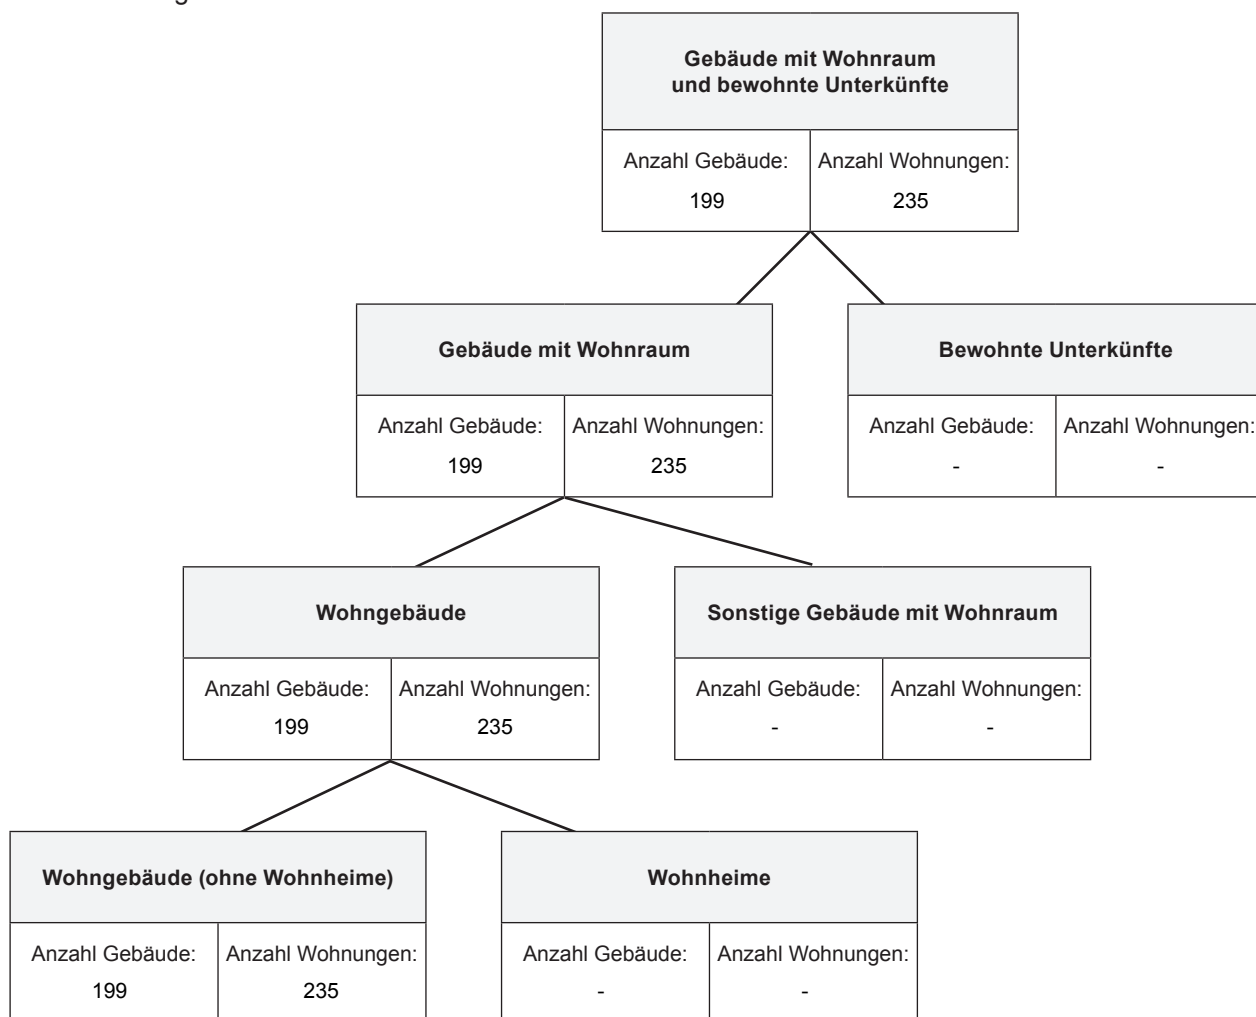 Gebäude mit Wohnraum
und bewohnte Unterkünfte
Anzahl Gebäude: Anzahl Wohnungen:
199 235
Gebäude mit Wohnraum
Anzahl Gebäude: Anzahl Wohnungen:
199 235
Bewohnte Unterkünfte
Anzahl Gebäude: Anzahl Wohnungen:
- -
Wohngebäude
Anzahl Gebäude: Anzahl Wohnungen:
199 235
Sonstige Gebäude mit Wohnraum
Anzahl Gebäude: Anzahl Wohnungen:
- -
Wohngebäude (ohne Wohnheime)
Anzahl Gebäude: Anzahl Wohnungen:
199 235
Wohnheime
Anzahl Gebäude: Anzahl Wohnungen:
- -